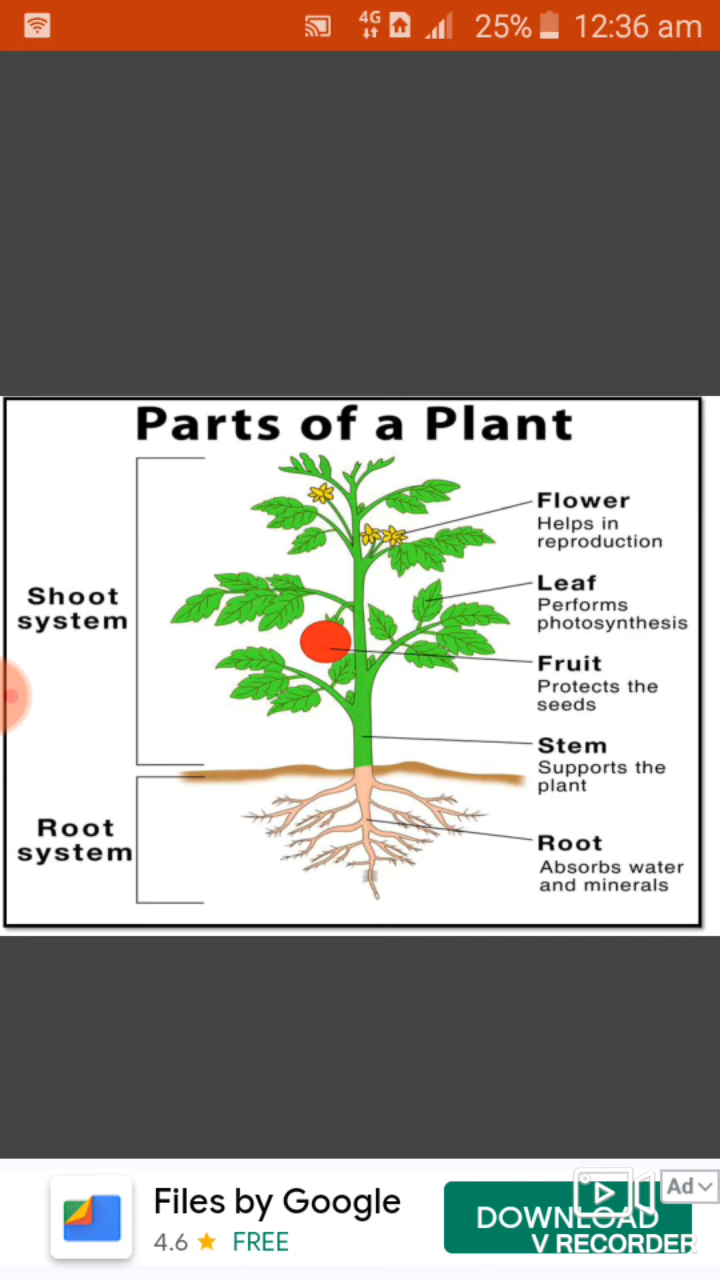 4G 25% 12:36 am
Parts of a Plant
Shoot
system
Flower
Helps in
reproduction
Leaf
Performs
photosynthesis
Fruit
Protects the
seeds
Stem
Supports the
plant
Root
system
Root
Absorbs water
and minerals
Files by Google
4.6 ★ FREE
DOWNLOAD
Ad
V RECORDER